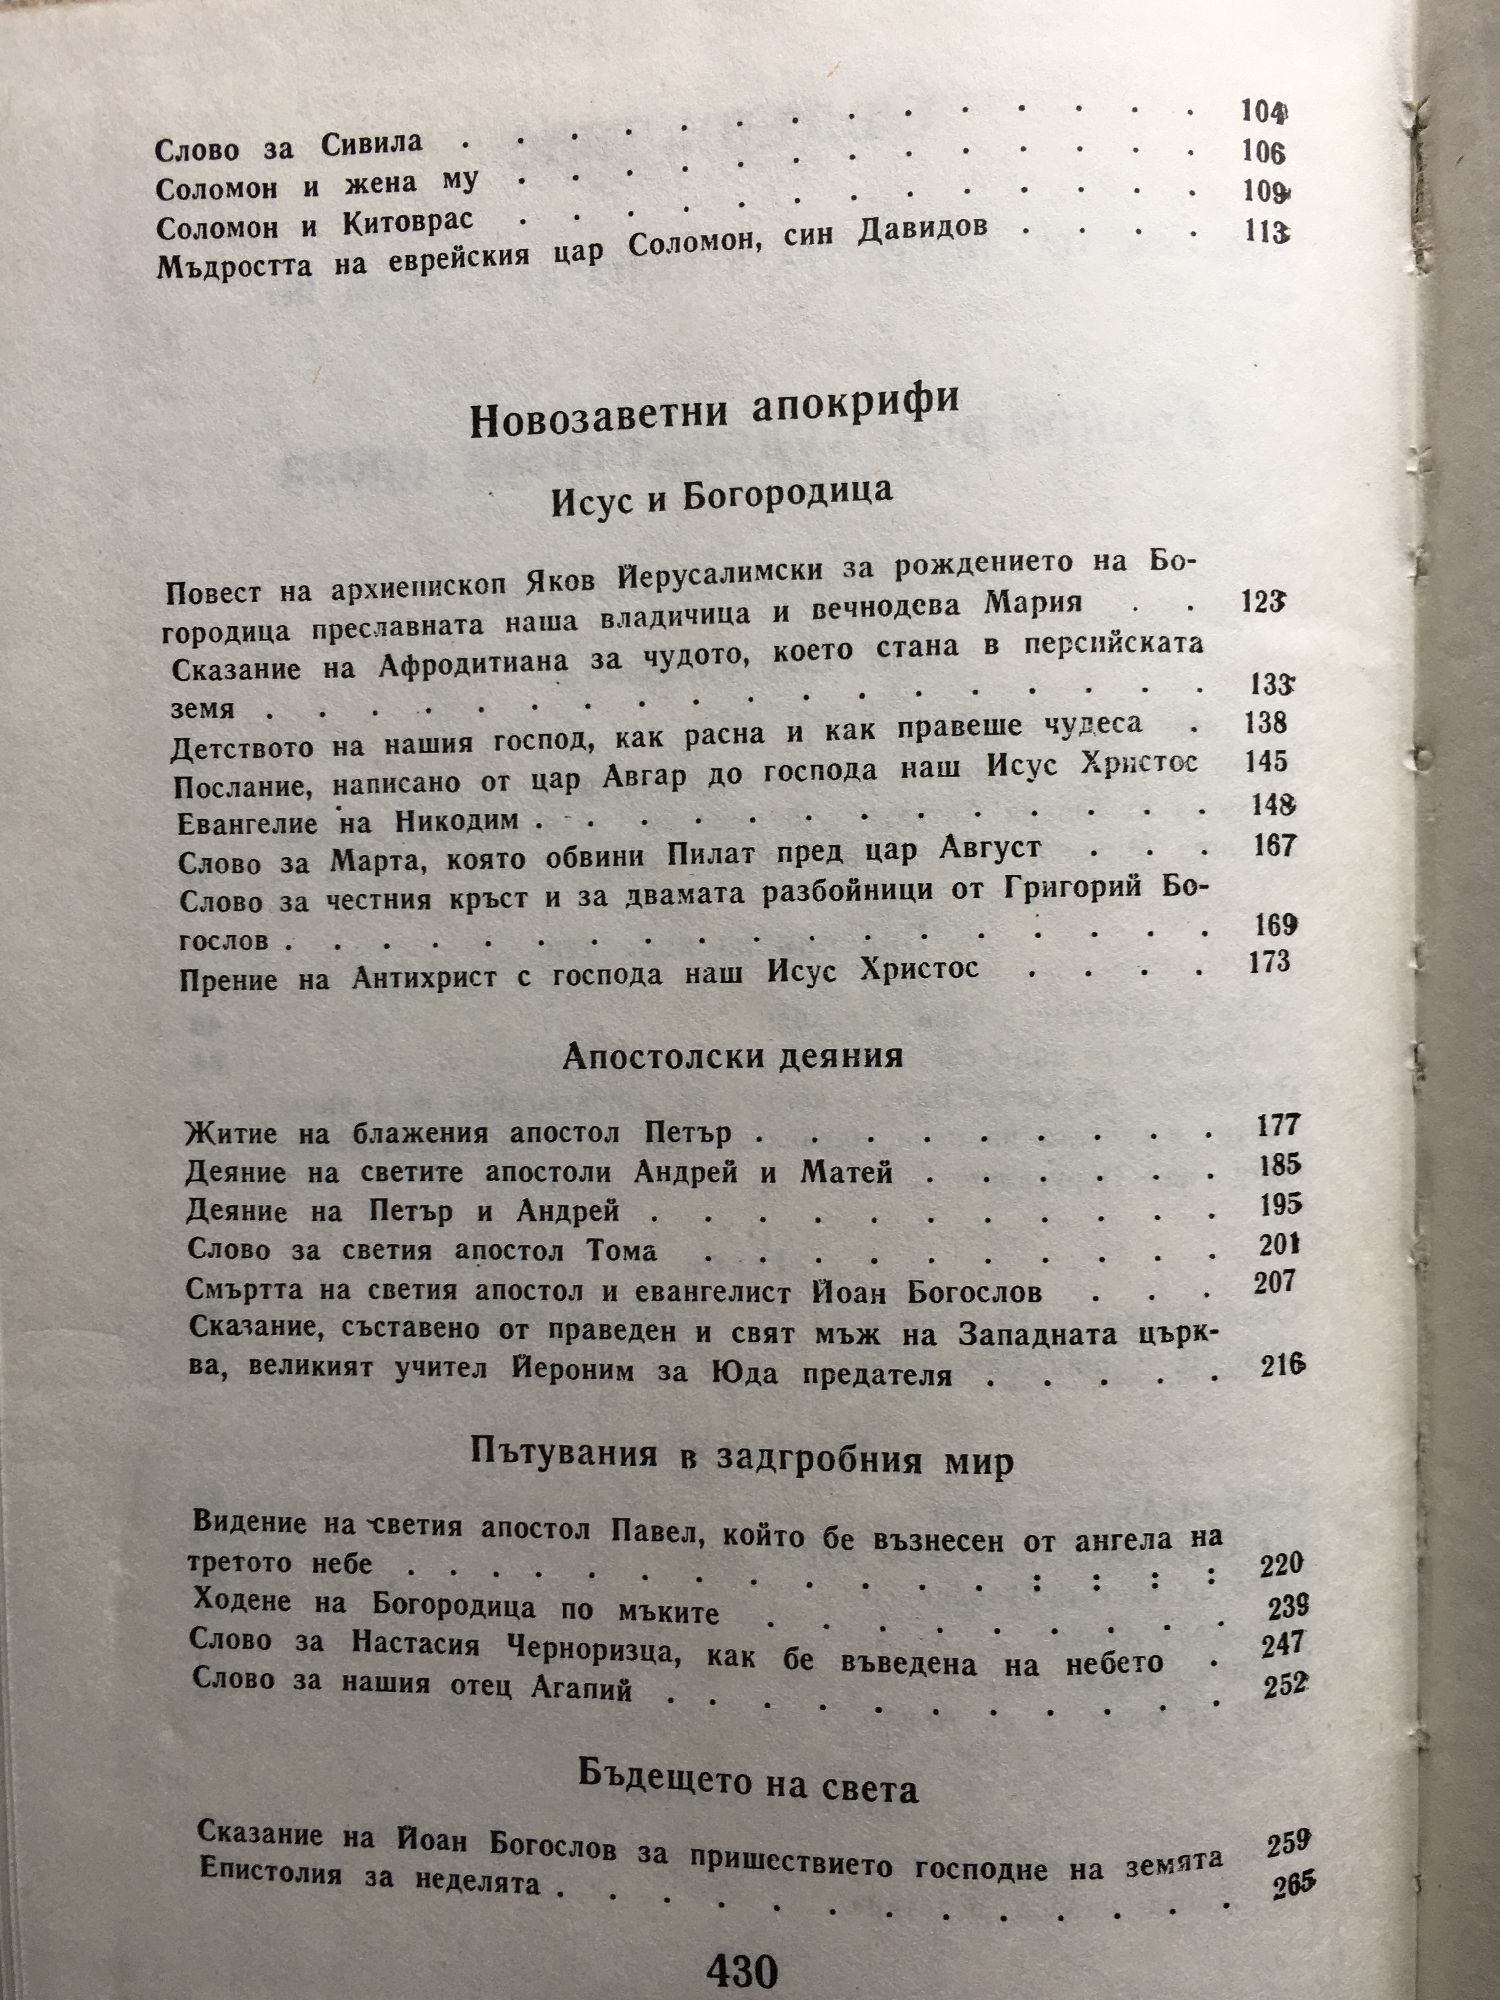 Слово за Сивила . . . . . . . . . . . . . . 104
Соломон и жена му . . . . . . . . . . . . . 106
Соломон и Китоврас . . . . . . . . . . . . . 109
Мъдростта на еврейския цар Соломон, син Давидов . . . . 113
Новозаветни апокрифи
Исус и Богородица
Повест на архиепископ Яков Йерусалимски за рождението на Бо-
городица преславната наша владичица и вечнодева Мария . . 123
Сказание на Афродитиана за чудото, което стана в персийската
земя . . . . . . . . . . . . . . . . . . 133
Детството на нашия господ, как расна и как правеше чудеса . 138
Послание, написано от цар Авгар до господа наш Исус Христос 145
Евангелие на Никодим . . . . . . . . . . . . . 148
Слово за Марта, която обвини Пилат пред цар Август . . . 167
Слово за честния кръст и за двамата разбойници от Григорий Бо-
гослов . . . . . . . . . . . . . . . . . . 169
Прение на Антихрист с господа наш Исус Христос . . . . 173
Апостолски деяния
Житие на блажения апостол Петър . . . . . . . . . 177
Деяние на светите апостоли Андрей и Матей . . . . . . 185
Деяние на Петър и Андрей . . . . . . . . . . . 195
Слово за светия апостол Тома . . . . . . . . . . 201
Смъртта на светия апостол и евангелист Йоан Богослов . . . 207
Сказание, съставено от праведен и свят мъж на Западната църк-
ва, великият учител Йероним за Юда предателя . . . . . 216
Пътувания в задгробния мир
Видение на светия апостол Павел, който бе възнесен от ангела на
третото небе . . . . . . . . . . . : : : : 220
Ходене на Богородица по мъките . . . . . . . . . 239
Слово за Настасия Черноризца, как бе въведена на небето . 247
Слово за нашия отец Агапий . . . . . . . . . . . 252
Бъдещето на света
Сказание на Йоан Богослов за пришествието господне на земята 259
Епистолия за неделята . . . . . . . . . . . . . 265
430